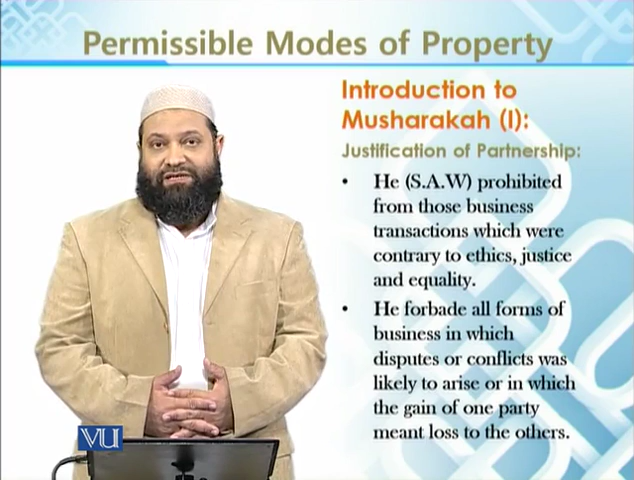 Permissible Modes of Property
Introduction to
Musharakah (I):
Justification of Partnership:
• He (S.A.W) prohibited
from those business
transactions which were
contrary to ethics, justice
and equality.
• He forbade all forms of
business in which
disputes or conflicts was
likely to arise or in which
the gain of one party
meant loss to the others.
VU